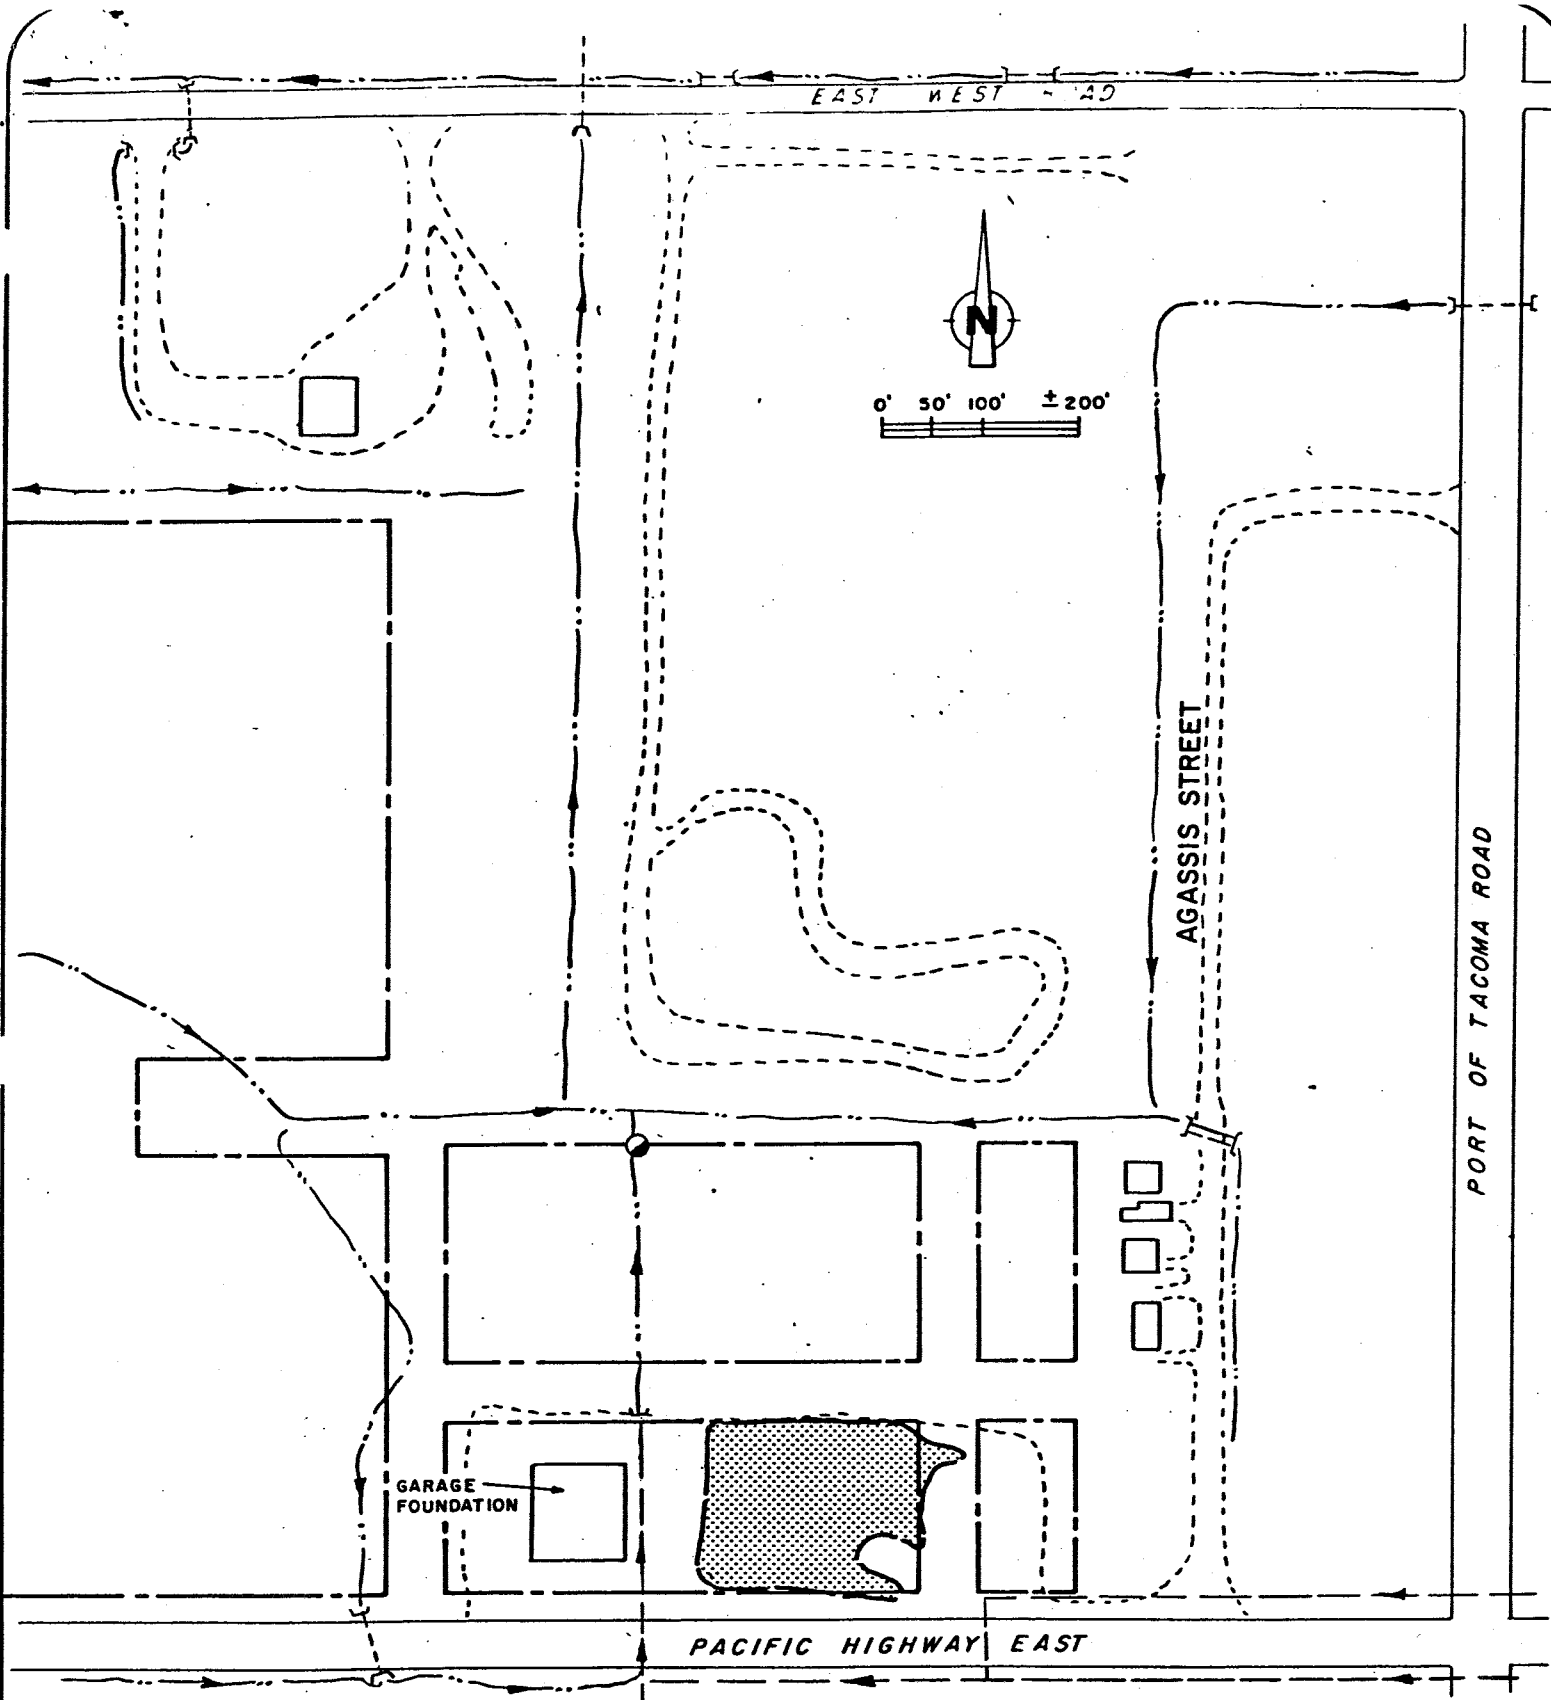 EAST WEST
N
0' 50' 100' ± 200'
AGASSIS STREET
PORT OF TACOMA ROAD
GARAGE
FOUNDATION
PACIFIC HIGHWAY EAST